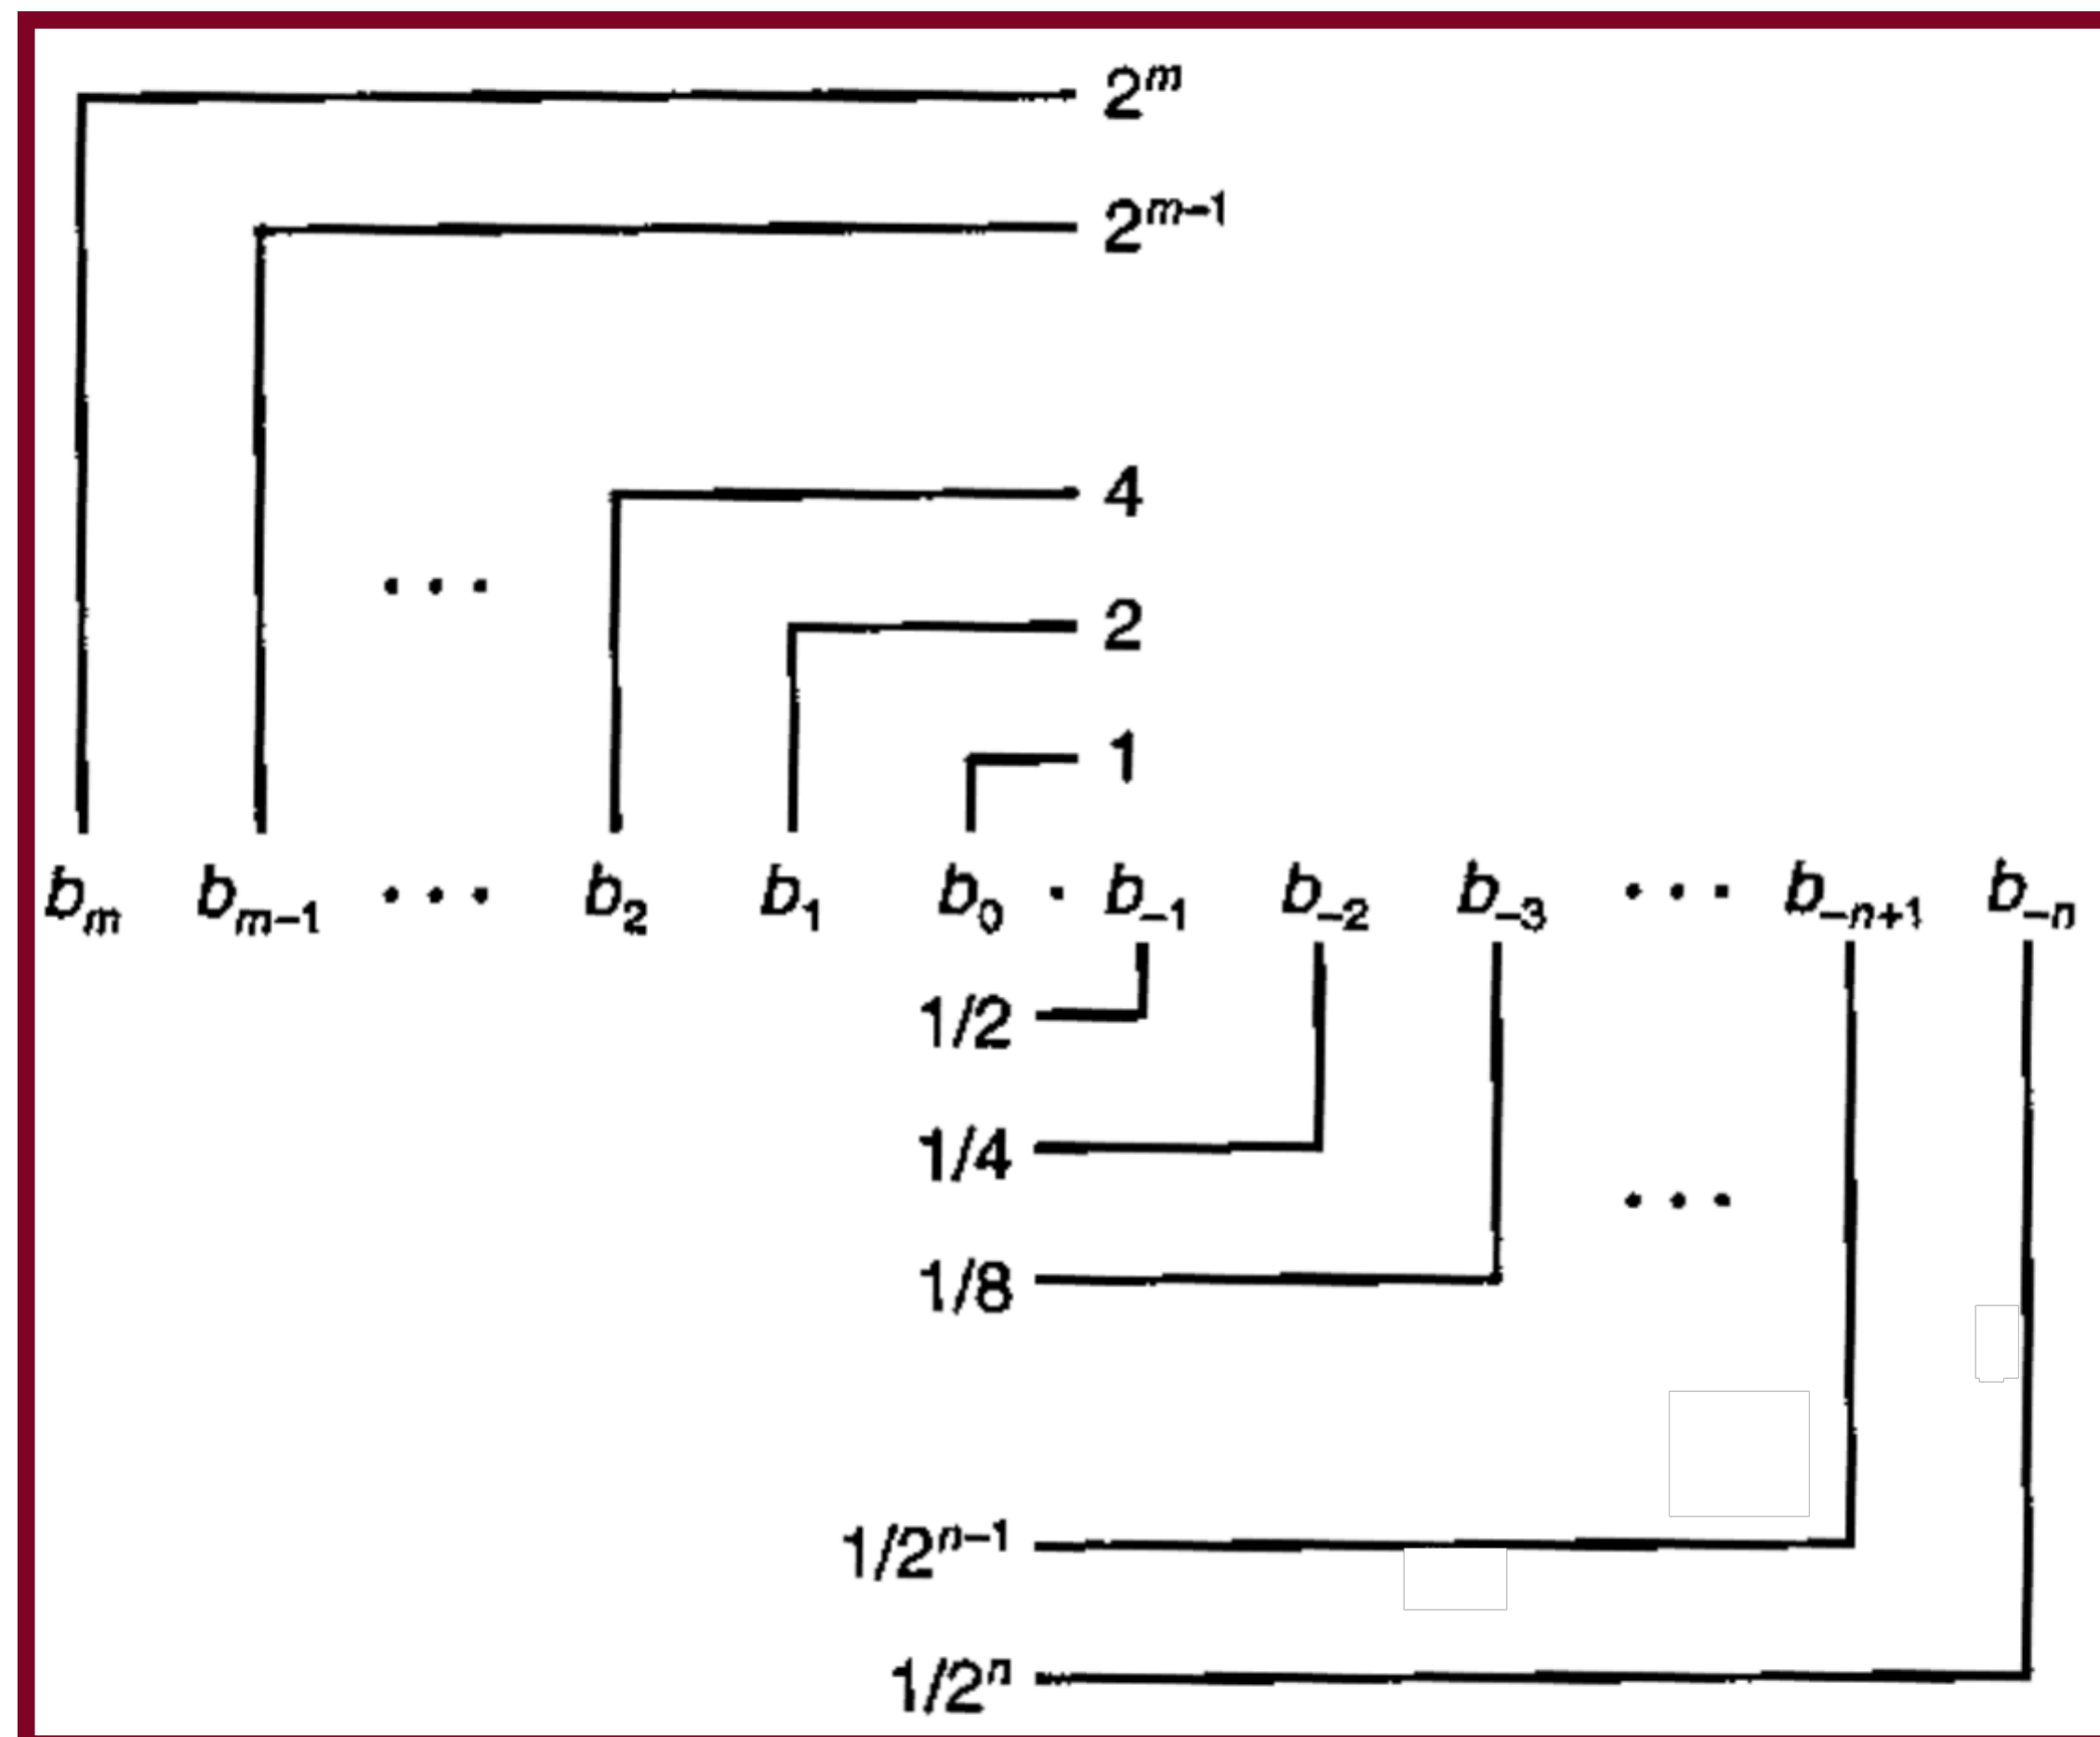 2^m
2^{m-1}
4
· · ·
2
1
b_m b_{m-1} · · · b_2 b_1 b_0 · b_{-1} b_{-2} b_{-3} · · · b_{-n+1} b_{-n}
1/2
1/4
· · ·
1/8
1/2^{n-1}
1/2^n